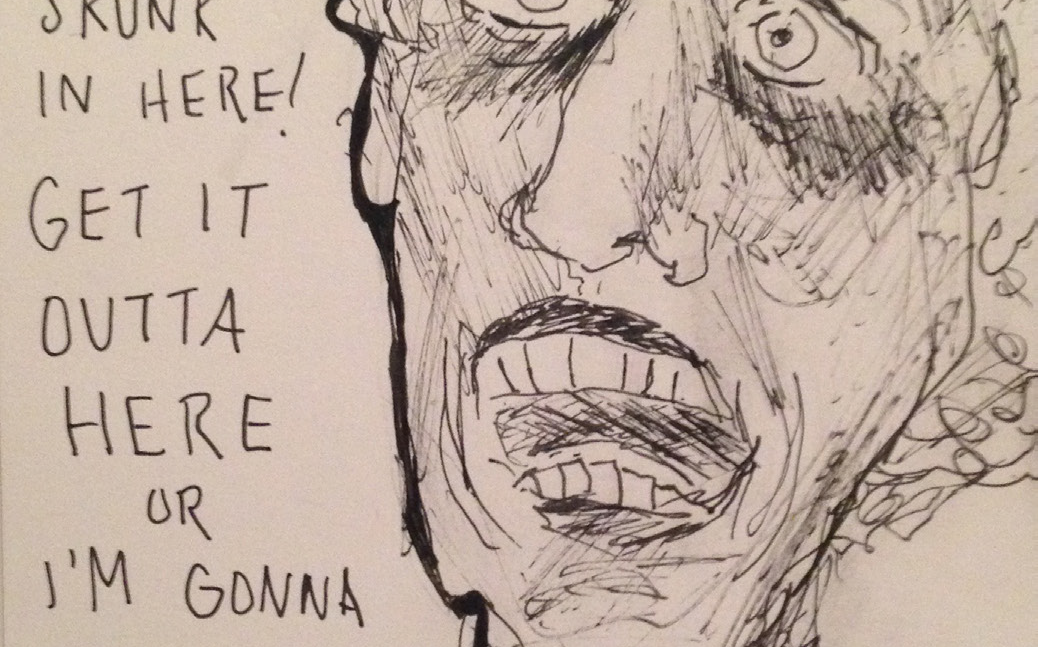 SKUNK
IN HERE!
GET IT
OUTTA
HERE
OR
I'M GONNA